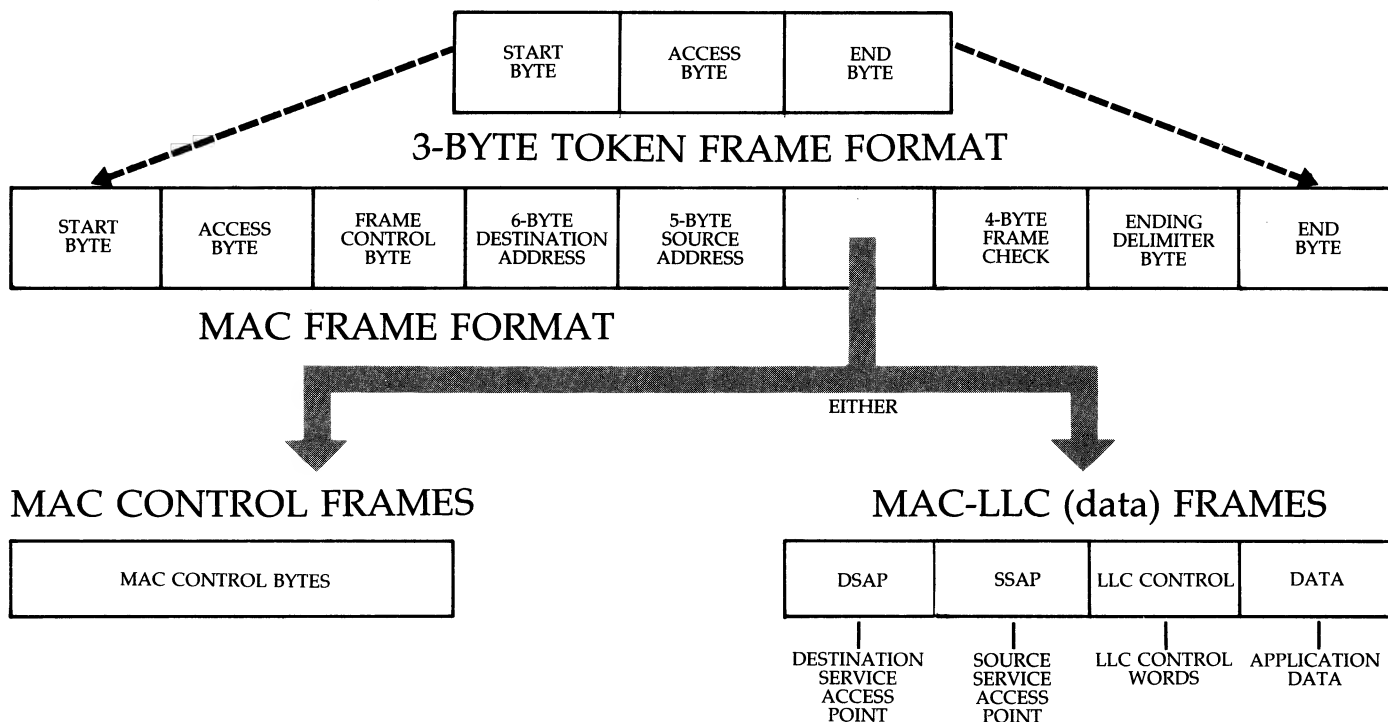 START
BYTE
ACCESS
BYTE
END
BYTE
3-BYTE TOKEN FRAME FORMAT
START
BYTE
ACCESS
BYTE
FRAME
CONTROL
BYTE
6-BYTE
DESTINATION
ADDRESS
5-BYTE
SOURCE
ADDRESS
4-BYTE
FRAME
CHECK
ENDING
DELIMITER
BYTE
END
BYTE
MAC FRAME FORMAT
EITHER
MAC CONTROL FRAMES
MAC CONTROL BYTES
MAC-LLC (data) FRAMES
DSAP
SSAP
LLC CONTROL
DATA
DESTINATION
SERVICE
ACCESS
POINT
SOURCE
SERVICE
ACCESS
POINT
LLC CONTROL
WORDS
APPLICATION
DATA